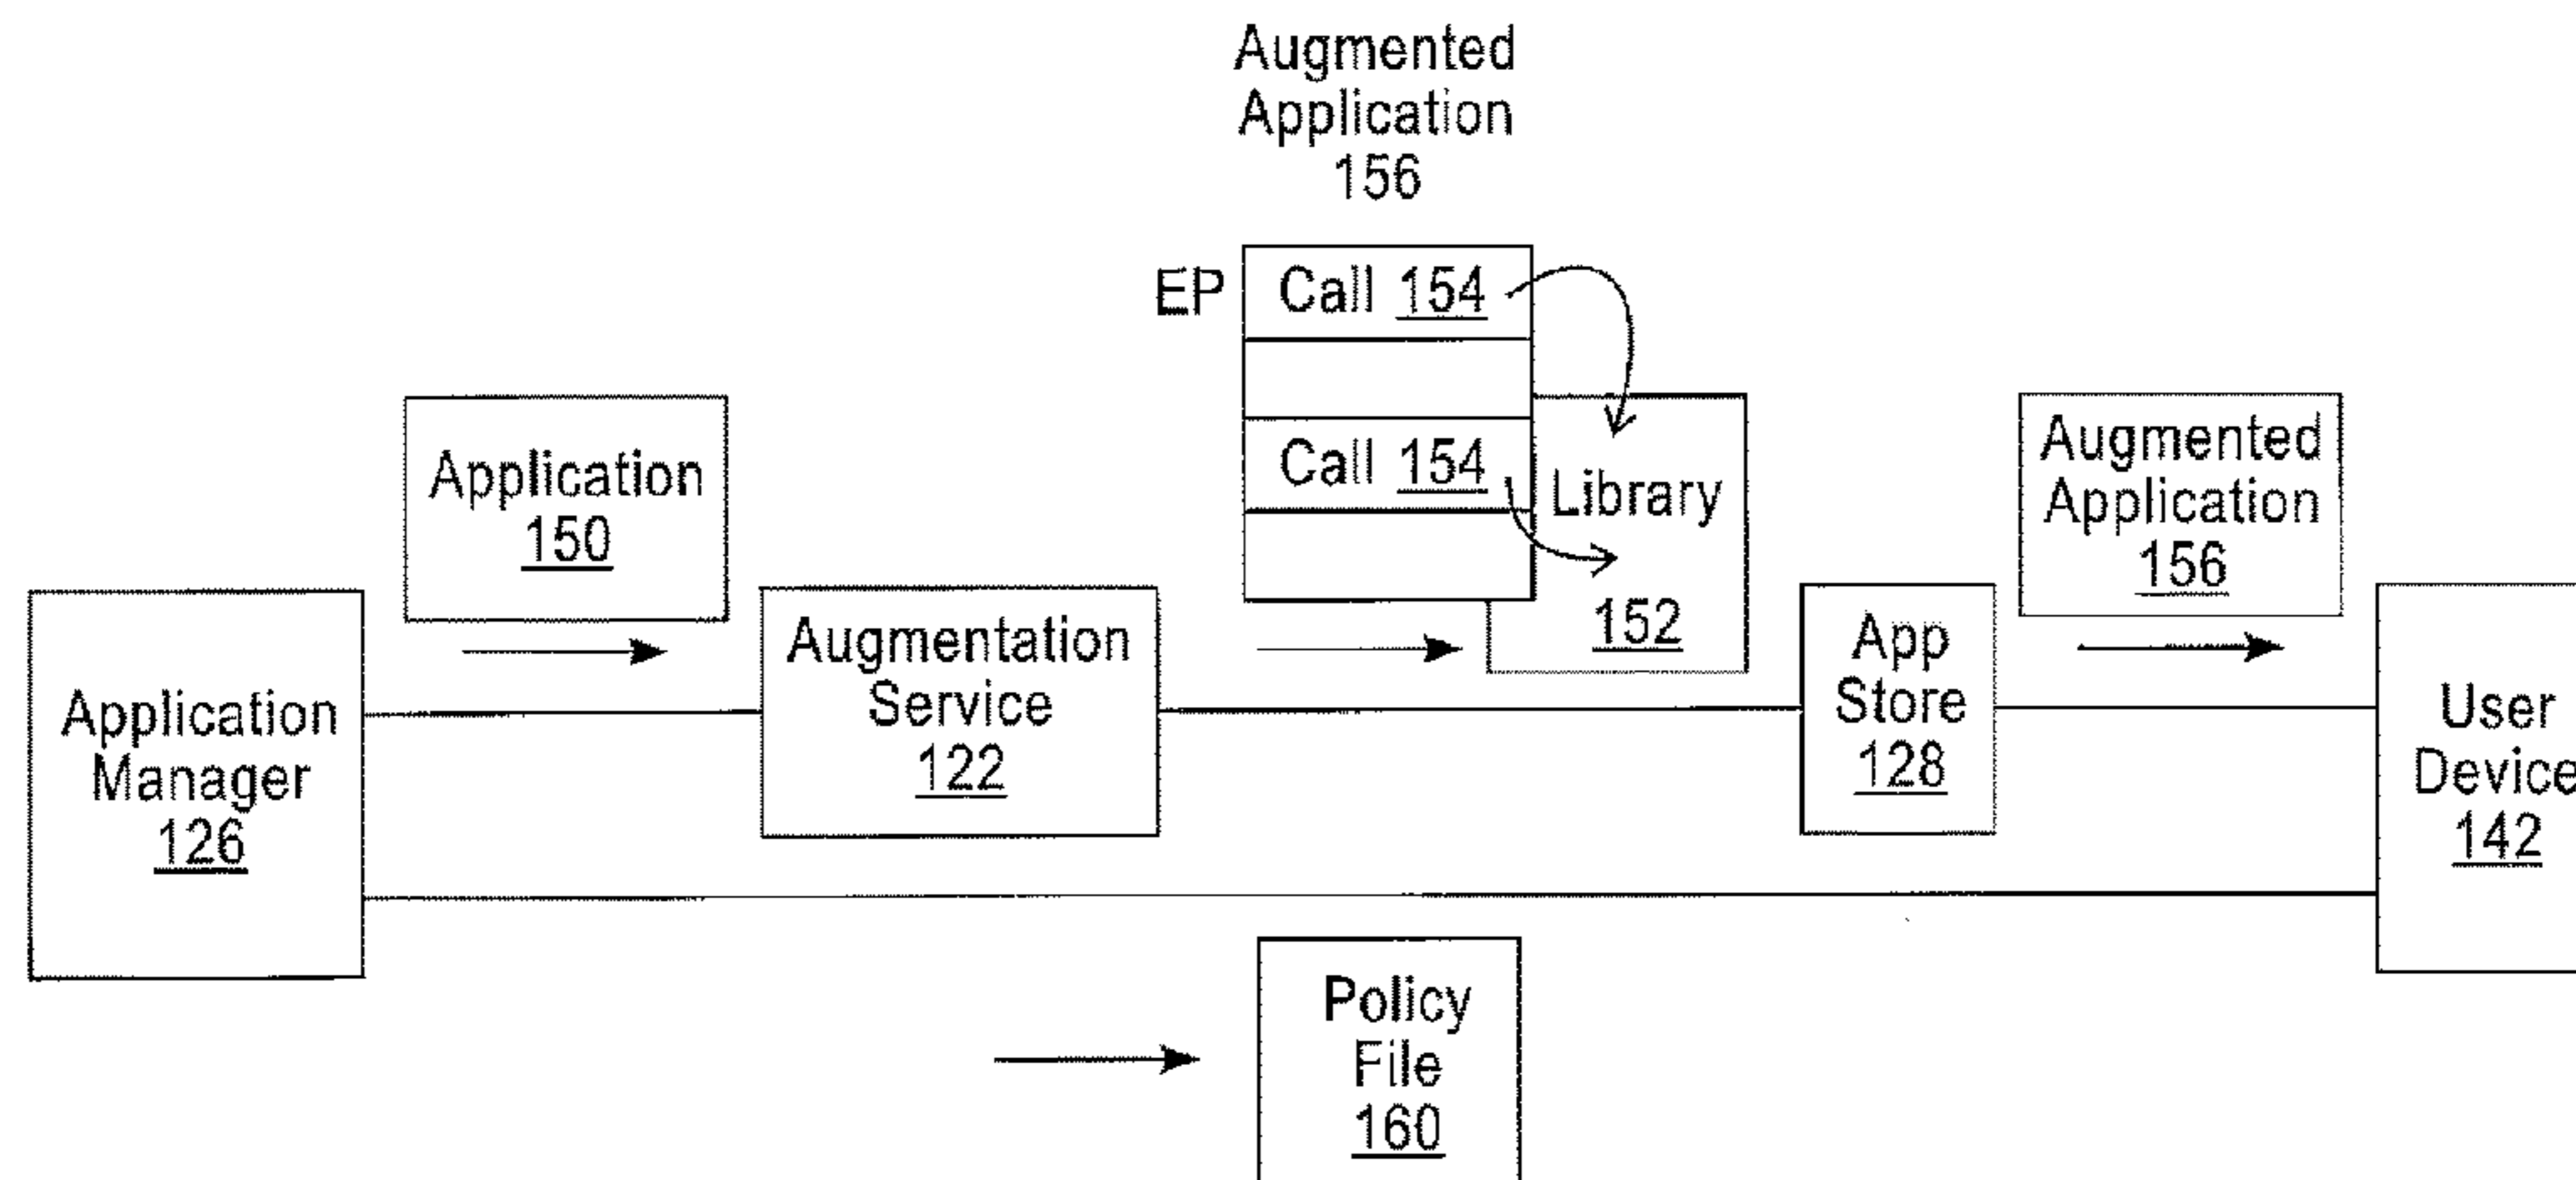 Augmented
Application
156
EP
Call 154
Call 154
Library
152
Application
150
Augmented
Application
156
Application
Manager
126
Augmentation
Service
122
App
Store
128
User
Device
142
Policy
File
160